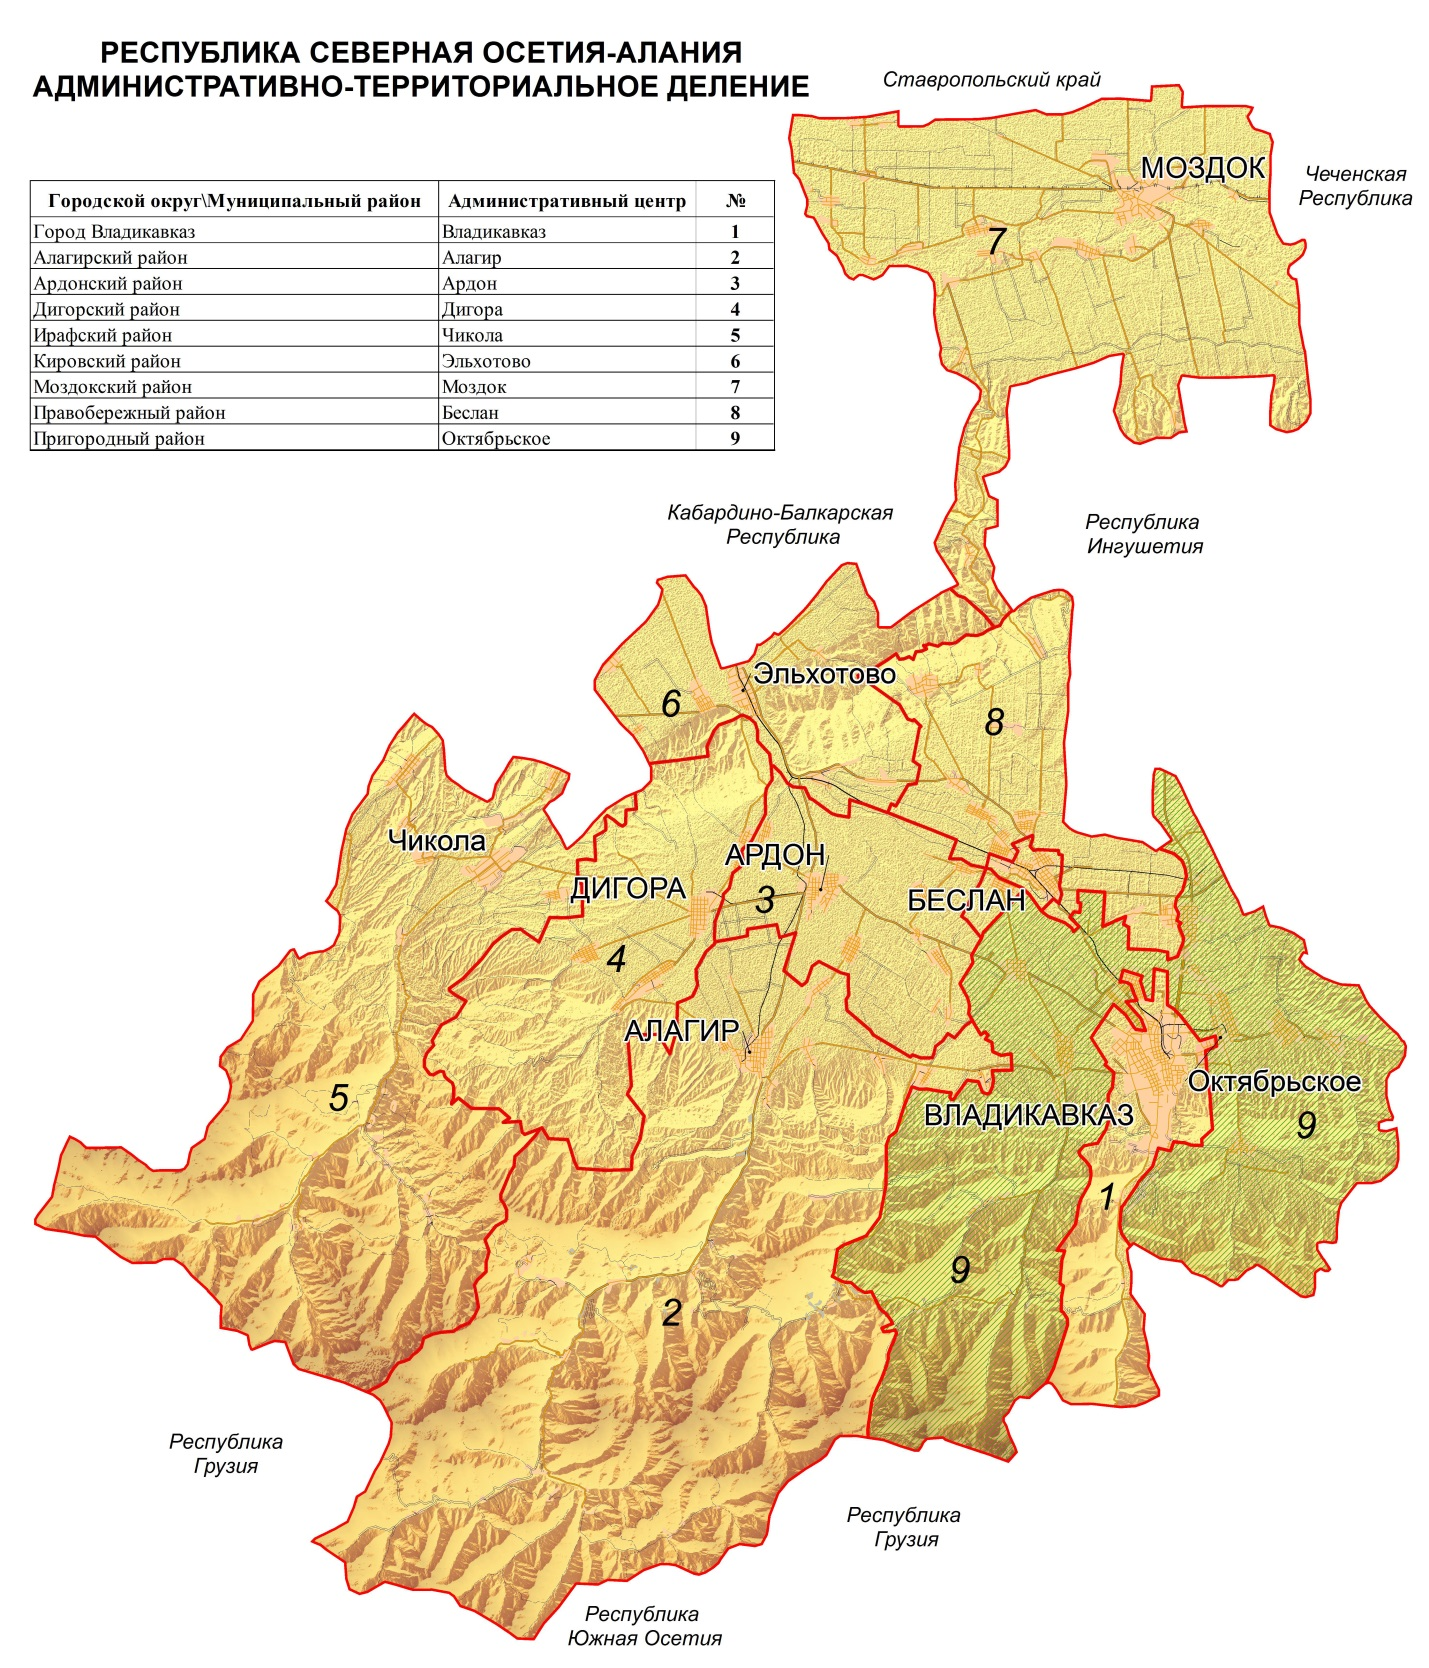 РЕСПУБЛИКА СЕВЕРНАЯ ОСЕТИЯ-АЛАНИЯ
АДМИНИСТРАТИВНО-ТЕРРИТОРИАЛЬНОЕ ДЕЛЕНИЕ
Городской округ\Муниципальный район Административный центр №
Город Владикавказ Владикавказ 1
Алагирский район Алагир 2
Ардонский район Ардон 3
Дигорский район Дигора 4
Ирафский район Чикола 5
Кировский район Эльхотово 6
Моздокский район Моздок 7
Правобережный район Беслан 8
Пригородный район Октябрьское 9
Ставропольский край
МОЗДОК
Чеченская
Республика
7
Кабардино-Балкарская
Республика
Республика
Ингушетия
Эльхотово
6
8
Чикола
АРДОН
ДИГОРА
3
БЕСЛАН
4
9
АЛАГИР
Октябрьское
5
ВЛАДИКАВКАЗ
9
1
9
2
Республика
Грузия
Республика
Грузия
Республика
Южная Осетия